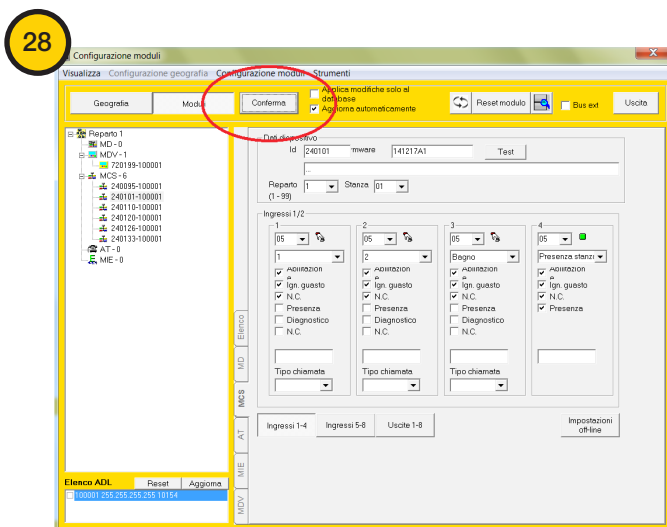 28
Configurazione moduli
Visualizza Configurazione geografia Configurazione moduli Strumenti
Geografia
Moduli
Conferma
Applica modifiche solo al
database
Aggiorna automaticamente
Reset modulo
Bus ext
Uscita
Reparto 1
MD - 0
MDV - 1
720199-100001
MCS - 6
240095-100001
240101-100001
240110-100001
240120-100001
240126-100001
240133-100001
AT - 0
MIE - 0
Elenco ADL
Reset
Aggiorna
100001 255.255.255.255 10154
Elenco
MD
MCS
AT
MIE
MDV
Dati dispositivo
Id 240101 mware 141217A1 Test
...
Reparto 1 Stanza 01
(1 - 99)
Ingressi 1/2
1
05
1
Abilitazion
e
Ign. guasto
N.C.
Presenza
Diagnostico
N.C.
Tipo chiamata
2
05
2
Abilitazion
e
Ign. guasto
N.C.
Presenza
Diagnostico
N.C.
Tipo chiamata
3
05
Bagno
Abilitazion
e
Ign. guasto
N.C.
Presenza
Diagnostico
N.C.
Tipo chiamata
4
05
Presenza stanz
Abilitazion
e
Ign. guasto
N.C.
Presenza
Ingressi 1-4
Ingressi 5-8
Uscite 1-8
Impostazioni
off-line